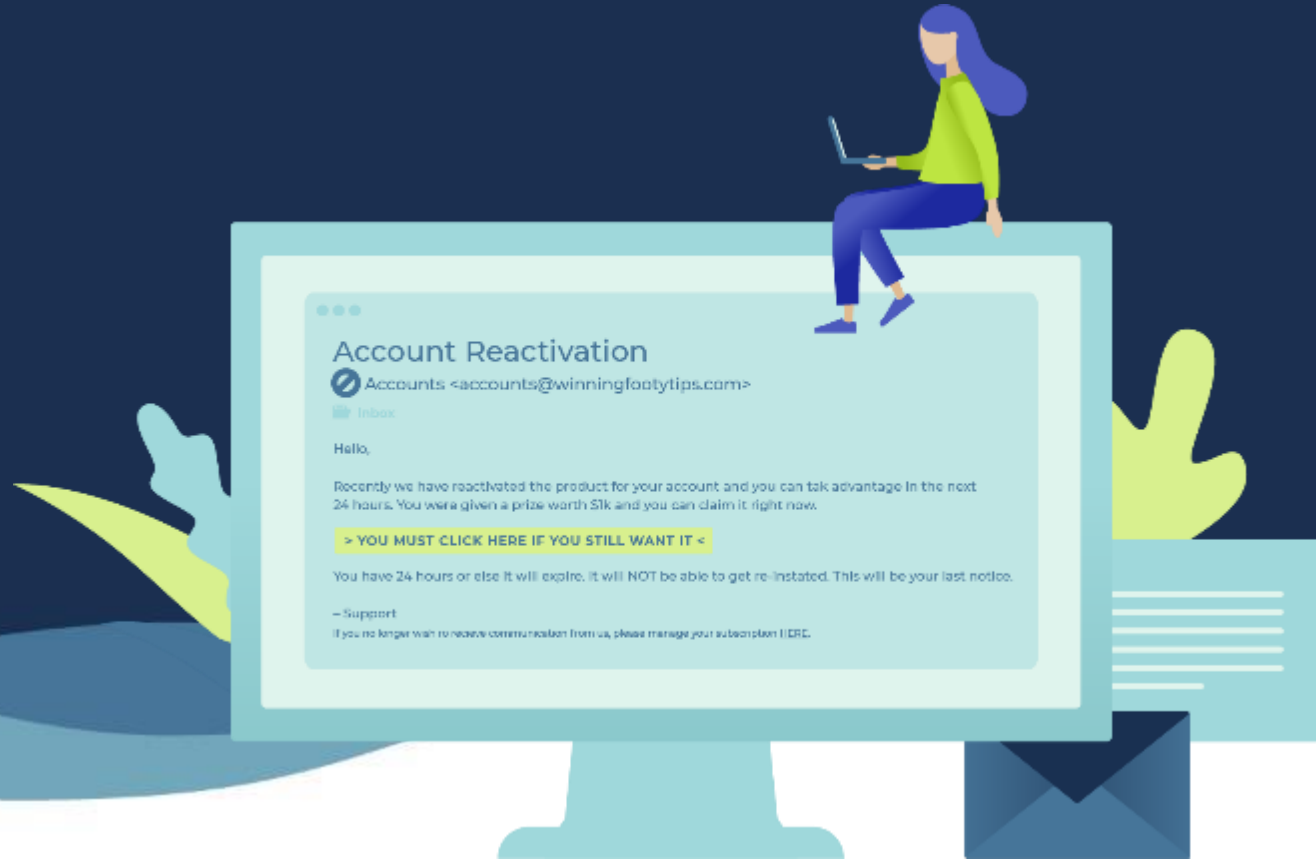 Account Reactivation
Accounts <accounts@winningfootytips.com>
Inbox
Hello,
Recently we have reactivated the product for your account and you can tak advantage in the next
24 hours. You were given a prize worth $1k and you can claim it right now.
> YOU MUST CLICK HERE IF YOU STILL WANT IT <
You have 24 hours or else it will expire. It will NOT be able to get re-instated. This will be your last notice.
– Support
If you no longer wish ro recieve communication from us, please manage your subscription HERE.